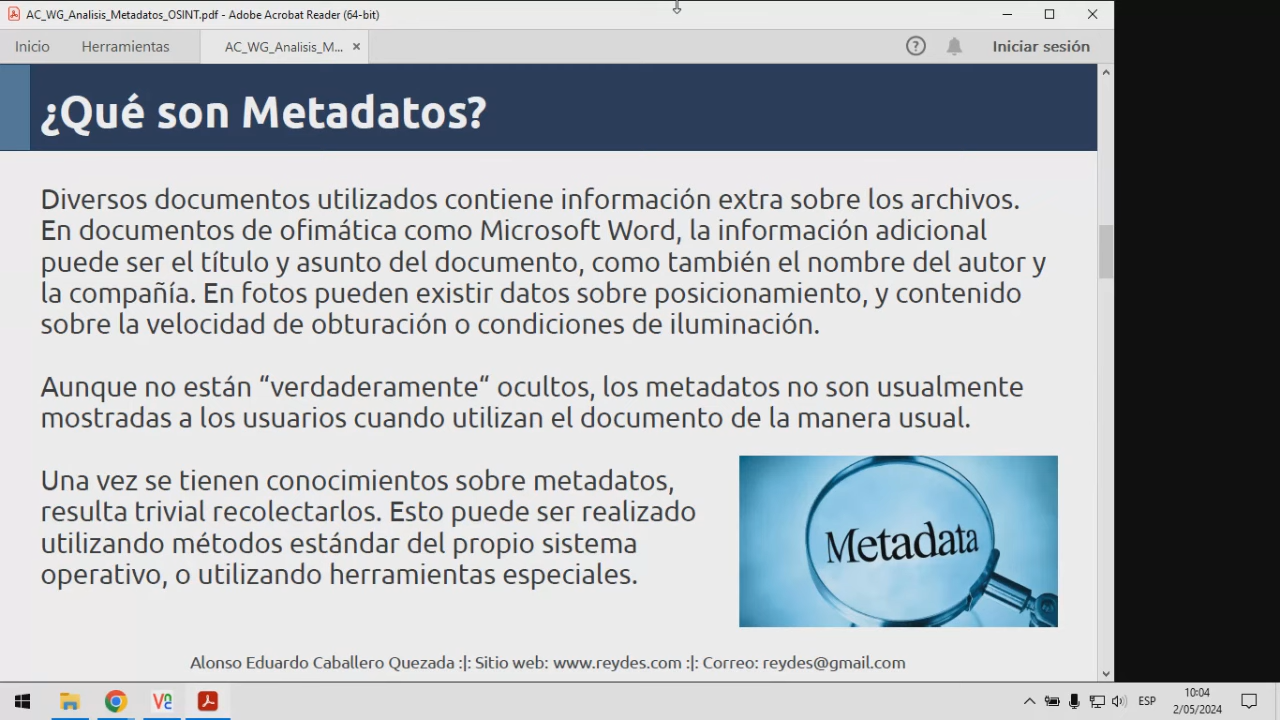 AC_WG_Analisis_Metadatos_OSINT.pdf - Adobe Acrobat Reader (64-bit)
Inicio Herramientas AC_WG_Analisis_M... Iniciar sesión
¿Qué son Metadatos?
Diversos documentos utilizados contiene información extra sobre los archivos.
En documentos de ofimática como Microsoft Word, la información adicional
puede ser el título y asunto del documento, como también el nombre del autor y
la compañía. En fotos pueden existir datos sobre posicionamiento, y contenido
sobre la velocidad de obturación o condiciones de iluminación.
Aunque no están “verdaderamente“ ocultos, los metadatos no son usualmente
mostradas a los usuarios cuando utilizan el documento de la manera usual.
Una vez se tienen conocimientos sobre metadatos,
resulta trivial recolectarlos. Esto puede ser realizado
utilizando métodos estándar del propio sistema
operativo, o utilizando herramientas especiales.
Metadata
Alonso Eduardo Caballero Quezada :|: Sitio web: www.reydes.com :|: Correo: reydes@gmail.com
ESP
10:04
2/05/2024